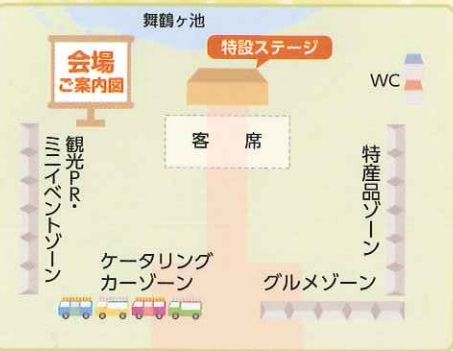 舞鶴ヶ池
会場
ご案内図
特設ステージ
WC
客席
観光PR・
ミニイベントゾーン
特産品ゾーン
ケータリング
カーゾーン
グルメゾーン